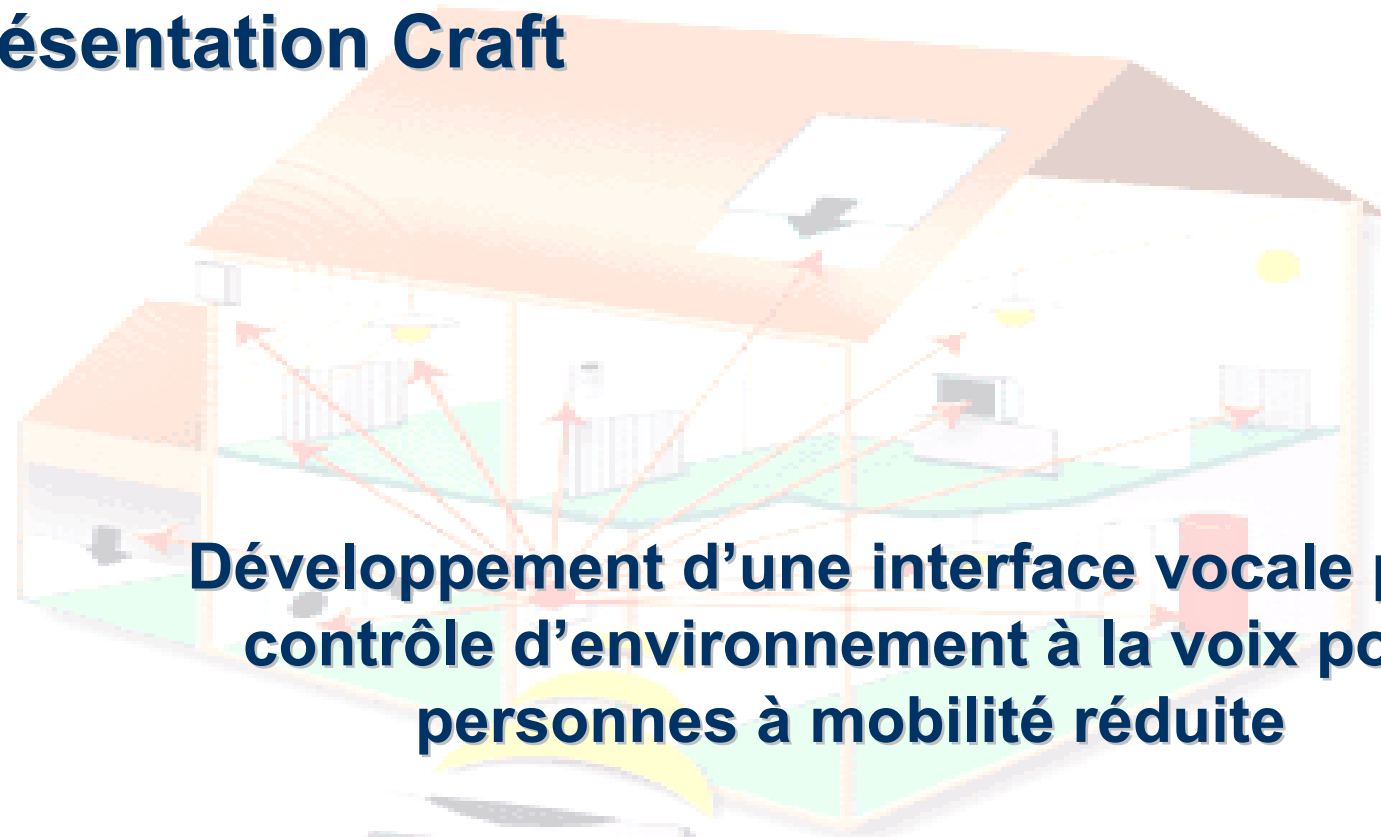 ésentation Craft
Développement d’une interface vocale p
contrôle d’environnement à la voix po
personnes à mobilité réduite